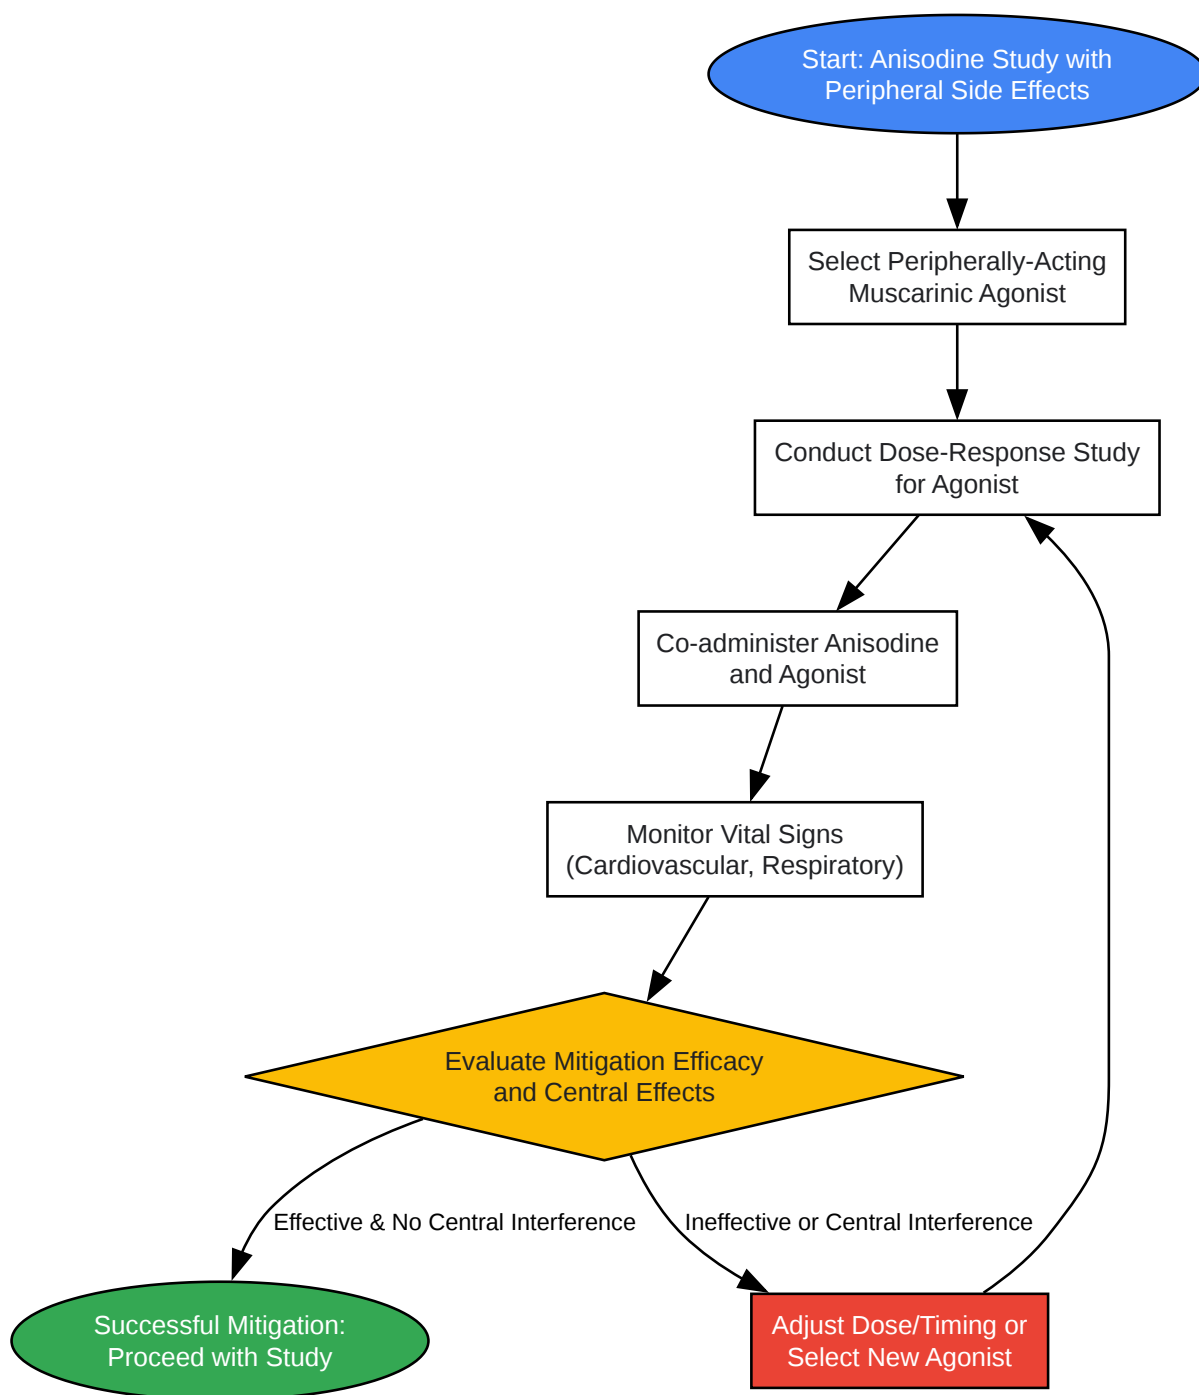 Start: Anisodine Study with
Peripheral Side Effects
Select Peripherally-Acting
Muscarinic Agonist
Conduct Dose-Response Study
for Agonist
Co-administer Anisodine
and Agonist
Monitor Vital Signs
(Cardiovascular, Respiratory)
Evaluate Mitigation Efficacy
and Central Effects
Effective & No Central Interference
Ineffective or Central Interference
Successful Mitigation:
Proceed with Study
Adjust Dose/Timing or
Select New Agonist